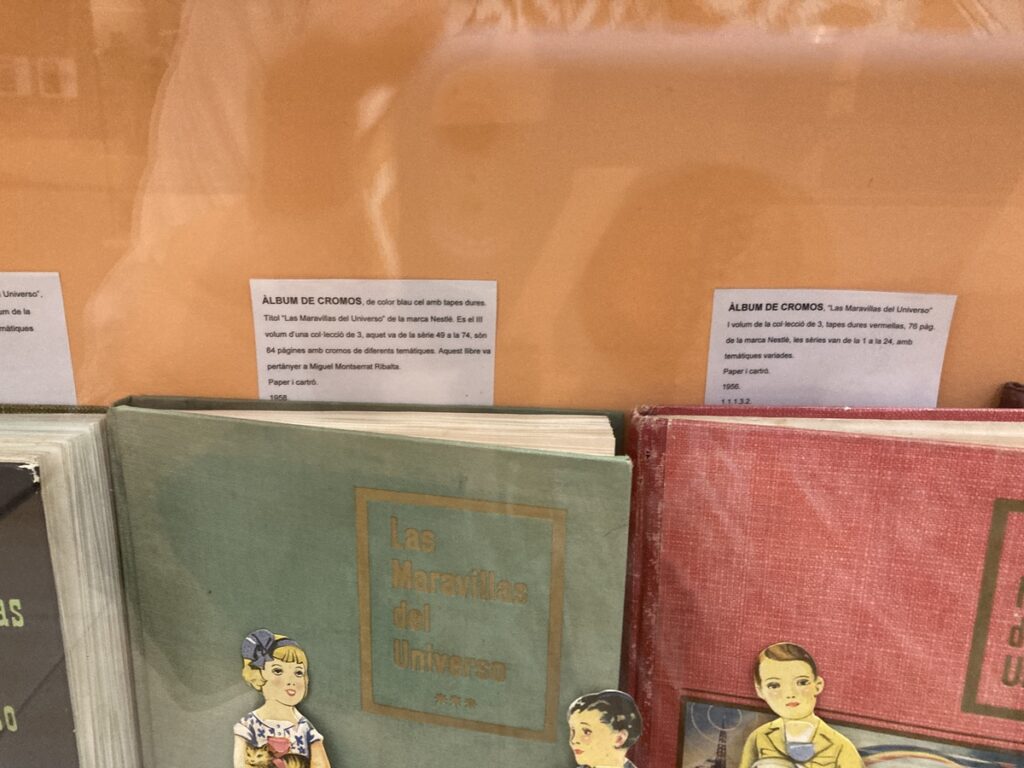 s Universo",
um de la
mátiques
ÀLBUM DE CROMOS, de color blau cel amb tapes dures.
Títol "Las Maravillas del Universo" de la marca Nestlé. Es el III
volum d'una col·lecció de 3, aquet va de la sèrie 49 a la 74, són
84 pàgines amb cromos de diferents temàtiques. Aquest llibre va
pertànyer a Miguel Montserrat Ribalta.
Paper i cartró.
1958
ÀLBUM DE CROMOS, "Las Maravillas del Universo"
I volum de la col·lecció de 3, tapes dures vermelles, 76 pàg.
de la marca Nestlé, les sèries van de la 1 a la 24, amb
temàtiques variades.
Paper i cartró.
1956.
1.1.1.3.2.
as
o
Las
Maravillas
del
Universo
***
d
U